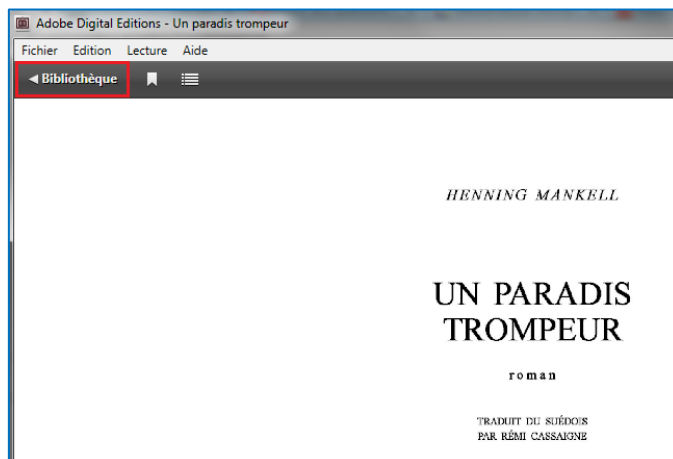 Adobe Digital Editions - Un paradis trompeur
Fichier Edition Lecture Aide
◄ Bibliothèque
HENNING MANKELL
UN PARADIS
TROMPEUR
roman
TRADUIT DU SUÉDOIS
PAR RÉMI CASSAIGNE